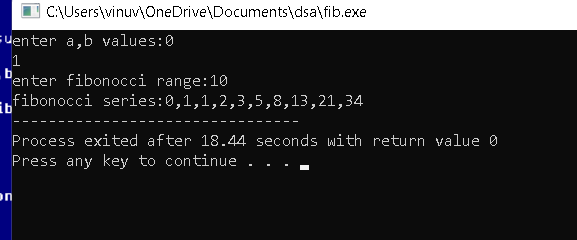 C:\Users\vinuv\OneDrive\Documents\dsa\fib.exe
enter a,b values:0
1
enter fibonocci range:10
fibonocci series:0,1,1,2,3,5,8,13,21,34
--------------------------------
Process exited after 18.44 seconds with return value 0
Press any key to continue . . .